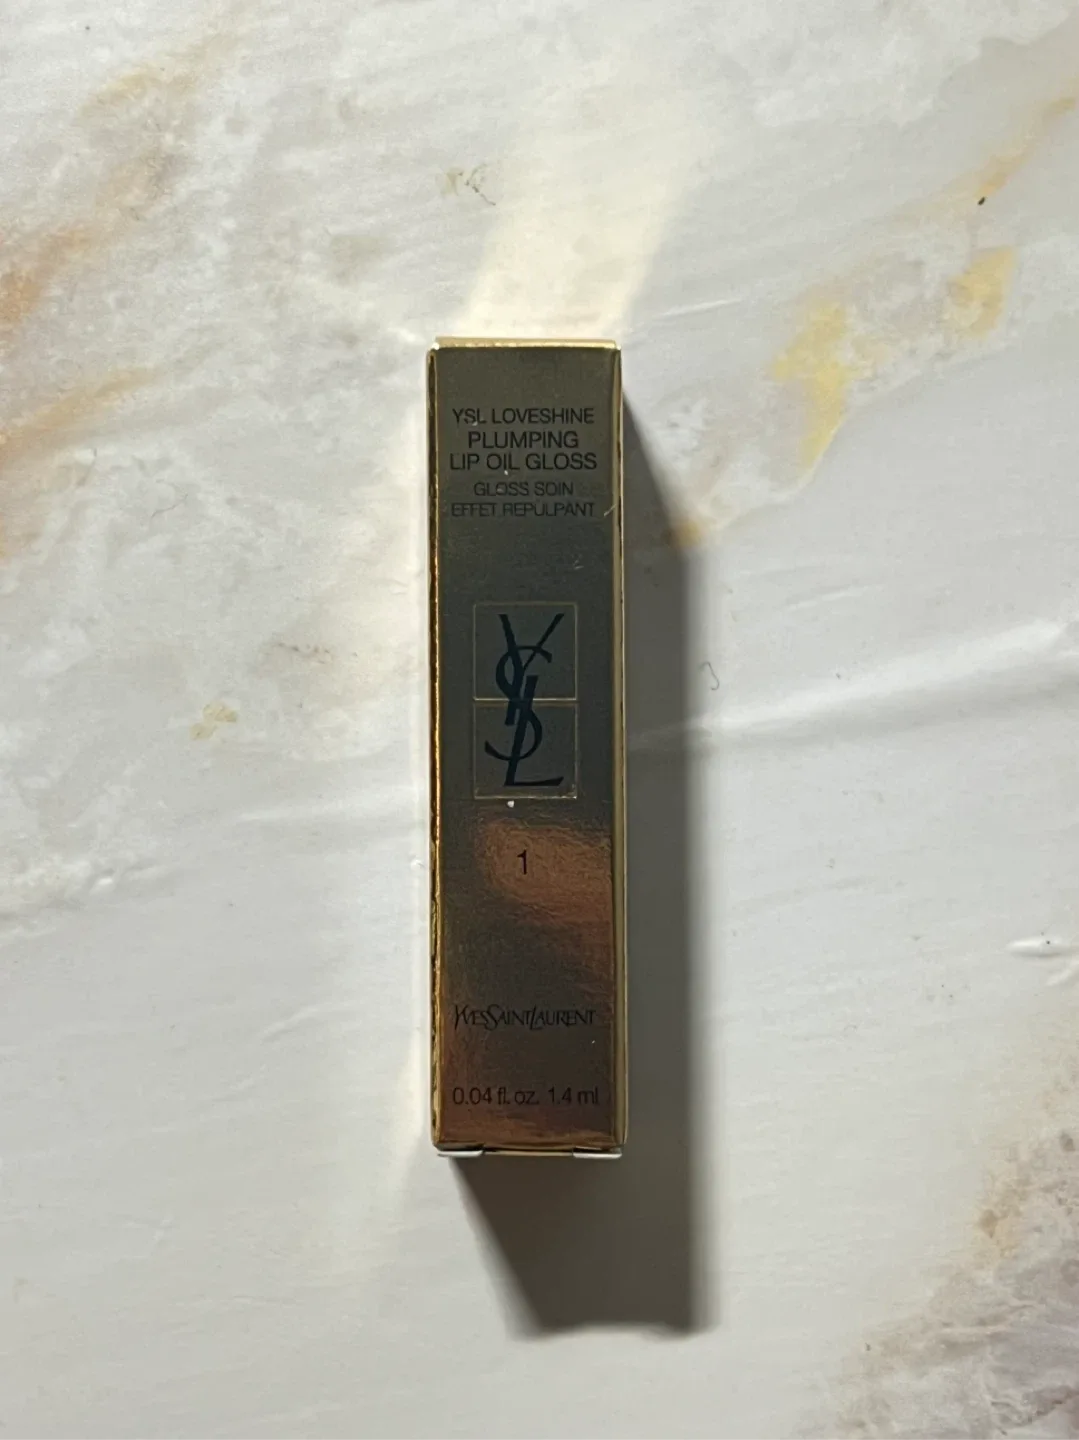 YSL LOVESHINE
PLUMPING
LIP OIL GLOSS
GLOSS SOIN
EFFET REPULPANT
YSL
1
YVESSAINTLAURENT
0.04 fl. oz. 1.4 ml